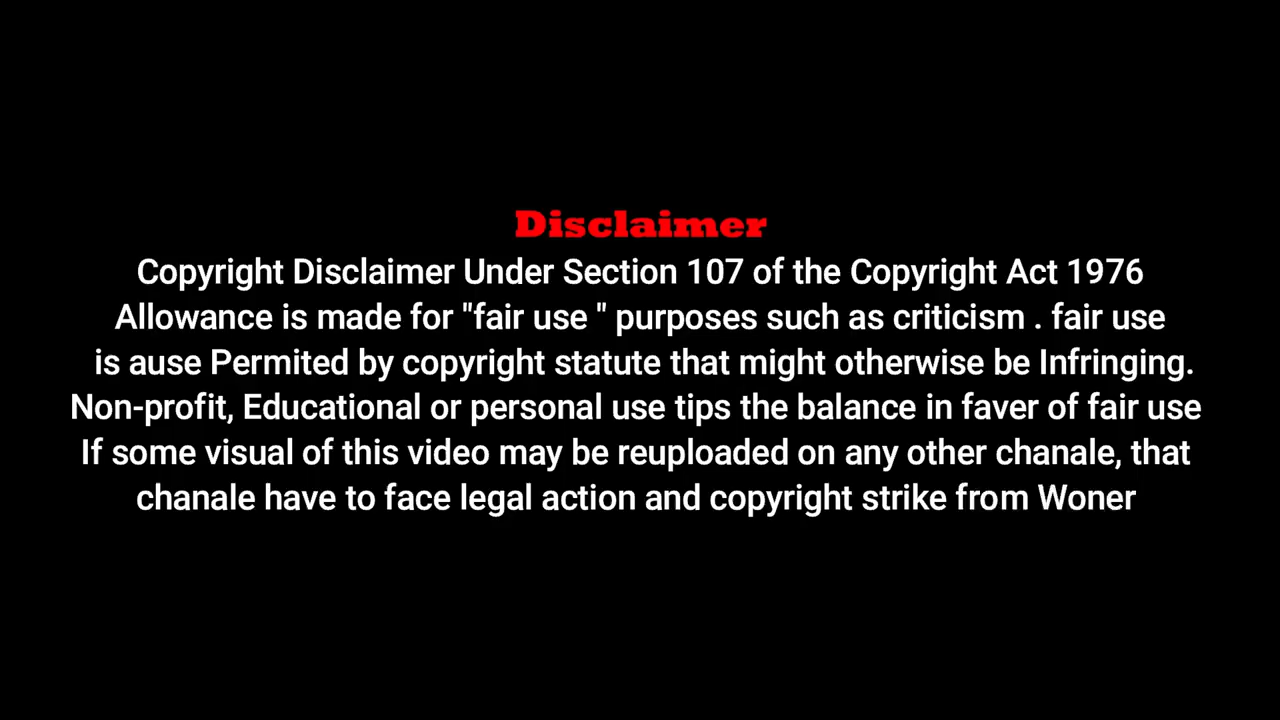 Disclaimer
Copyright Disclaimer Under Section 107 of the Copyright Act 1976
Allowance is made for "fair use " purposes such as criticism . fair use
is ause Permited by copyright statute that might otherwise be Infringing.
Non-profit, Educational or personal use tips the balance in faver of fair use
If some visual of this video may be reuploaded on any other chanale, that
chanale have to face legal action and copyright strike from Woner